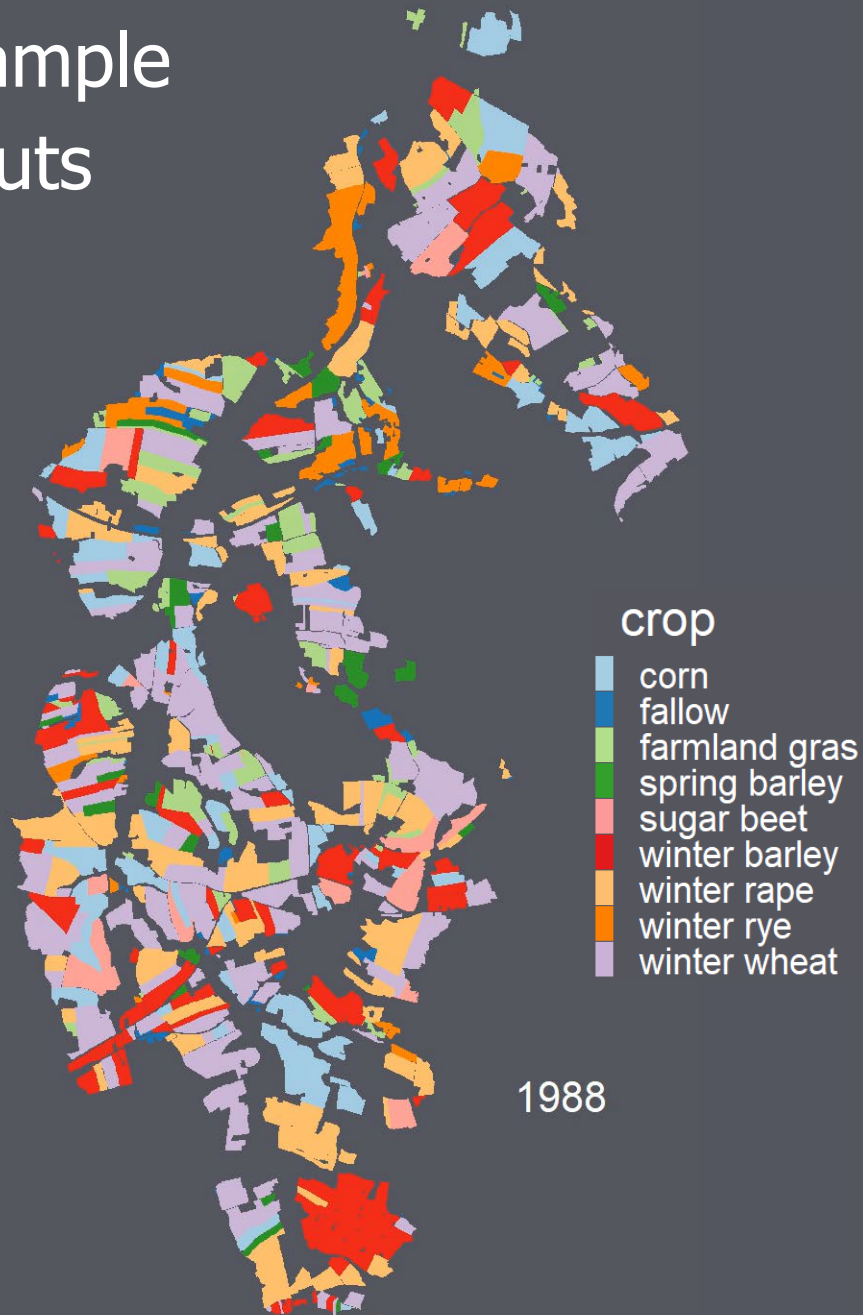 ample
uts
crop
corn
fallow
farmland gras
spring barley
sugar beet
winter barley
winter rape
winter rye
winter wheat
1988